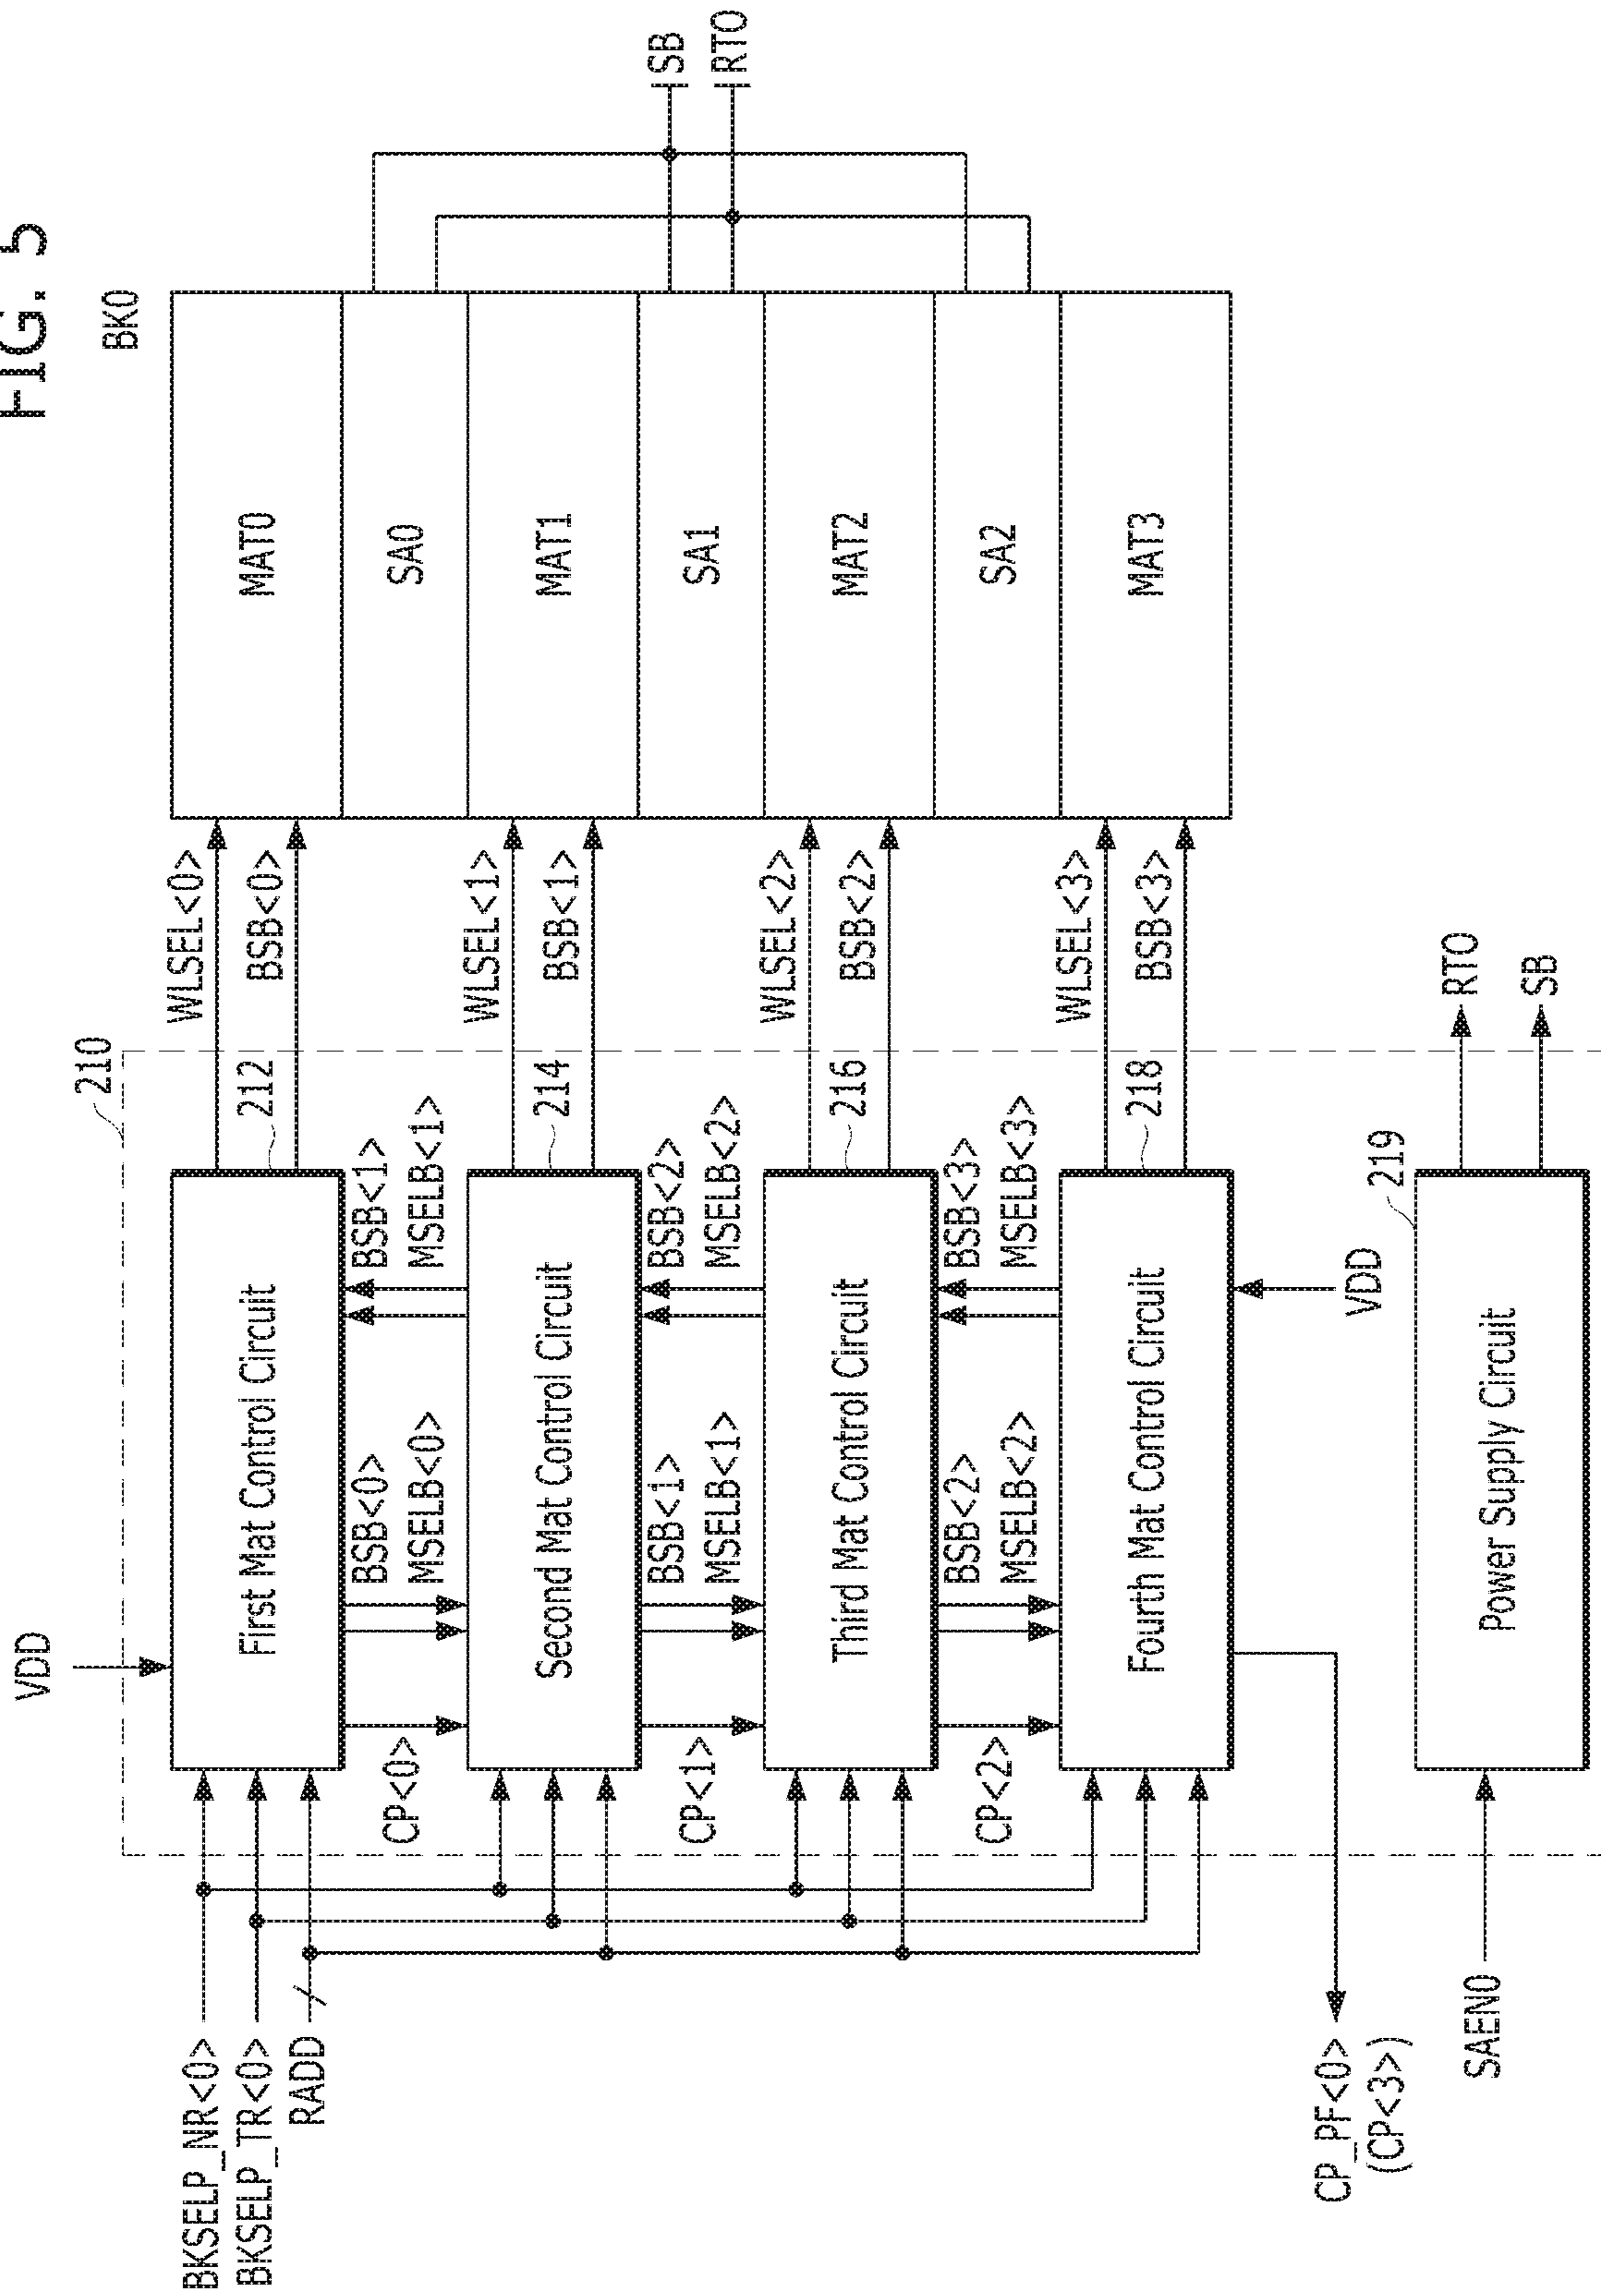 FIG. 5
BK0
210
VDD
BKSELP_NR<0>
BKSELP_TR<0>
RADD
First Mat Control Circuit
212
WLSEL<0>
BSB<0>
MAT0
CP<0>
BSB<0>
MSELB<0>
BSB<1>
MSELB<1>
SA0
Second Mat Control Circuit
214
WLSEL<1>
BSB<1>
MAT1
CP<1>
BSB<1>
MSELB<1>
BSB<2>
MSELB<2>
SA1
SB
RTO
Third Mat Control Circuit
216
WLSEL<2>
BSB<2>
MAT2
CP<2>
BSB<2>
MSELB<2>
BSB<3>
MSELB<3>
SA2
Fourth Mat Control Circuit
218
WLSEL<3>
BSB<3>
MAT3
CP_PF<0>
(CP<3>)
VDD
219
SAEN0
Power Supply Circuit
RTO
SB